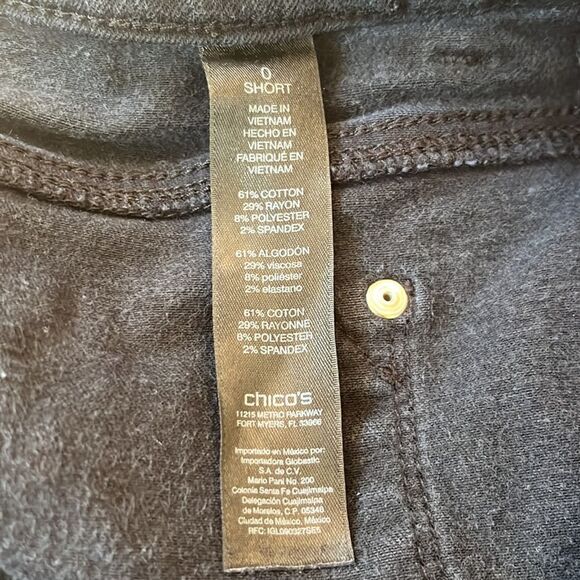 0
SHORT
MADE IN
VIETNAM
HECHO EN
VIETNAM
FABRIQUÉ EN
VIETNAM
61% COTTON
29% RAYON
8% POLYESTER
2% SPANDEX
61% ALGODÓN
29% viscosa
8% poliéster
2% elastano
61% COTON
29% RAYONNE
8% POLYESTER
2% SPANDEX
chico's
11215 METRO PARKWAY
FORT MYERS, FL 33966
Importado en México por:
Importadora Globastic
S.A. de C.V.
Mario Pani No. 200
Colonia Santa Fe Cuajimalpa
Delegación Cuajimalpa
de Morelos, C.P. 05348
Ciudad de México, México
RFC: IGL090327SE5